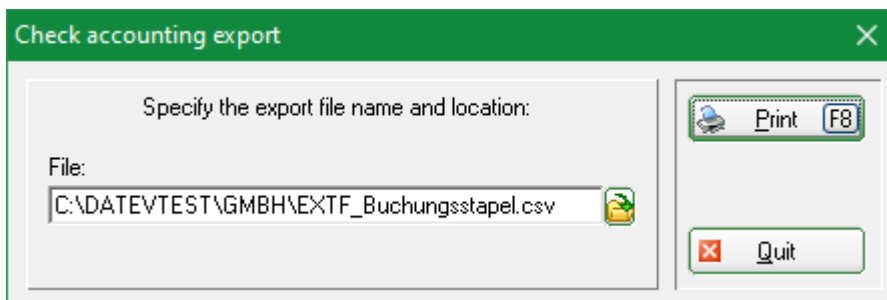 Check accounting export
Specify the export file name and location:
Print F8
File:
C:\DATEVTEST\GMBH\EXTF_Buchungsstapel.csv
Quit